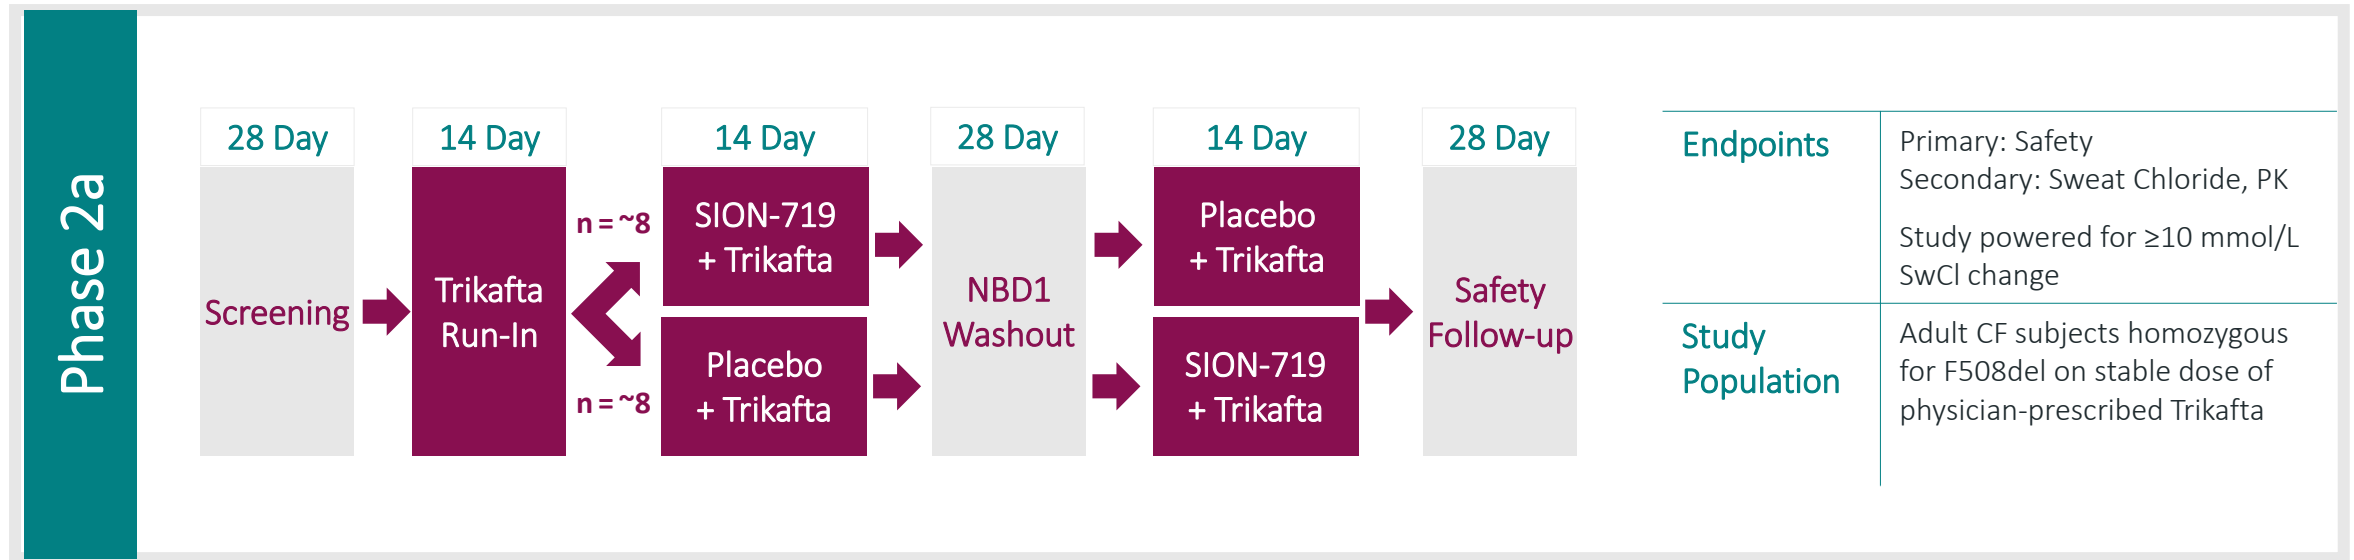 Phase 2a
28 Day
Screening
14 Day
Trikafta
Run-In
n = ~8
n = ~8
14 Day
SION-719
+ Trikafta
Placebo
+ Trikafta
28 Day
NBD1
Washout
14 Day
Placebo
+ Trikafta
SION-719
+ Trikafta
28 Day
Safety
Follow-up
Endpoints
Primary: Safety
Secondary: Sweat Chloride, PK
Study powered for ≥10 mmol/L
SwCl change
Study
Population
Adult CF subjects homozygous
for F508del on stable dose of
physician-prescribed Trikafta